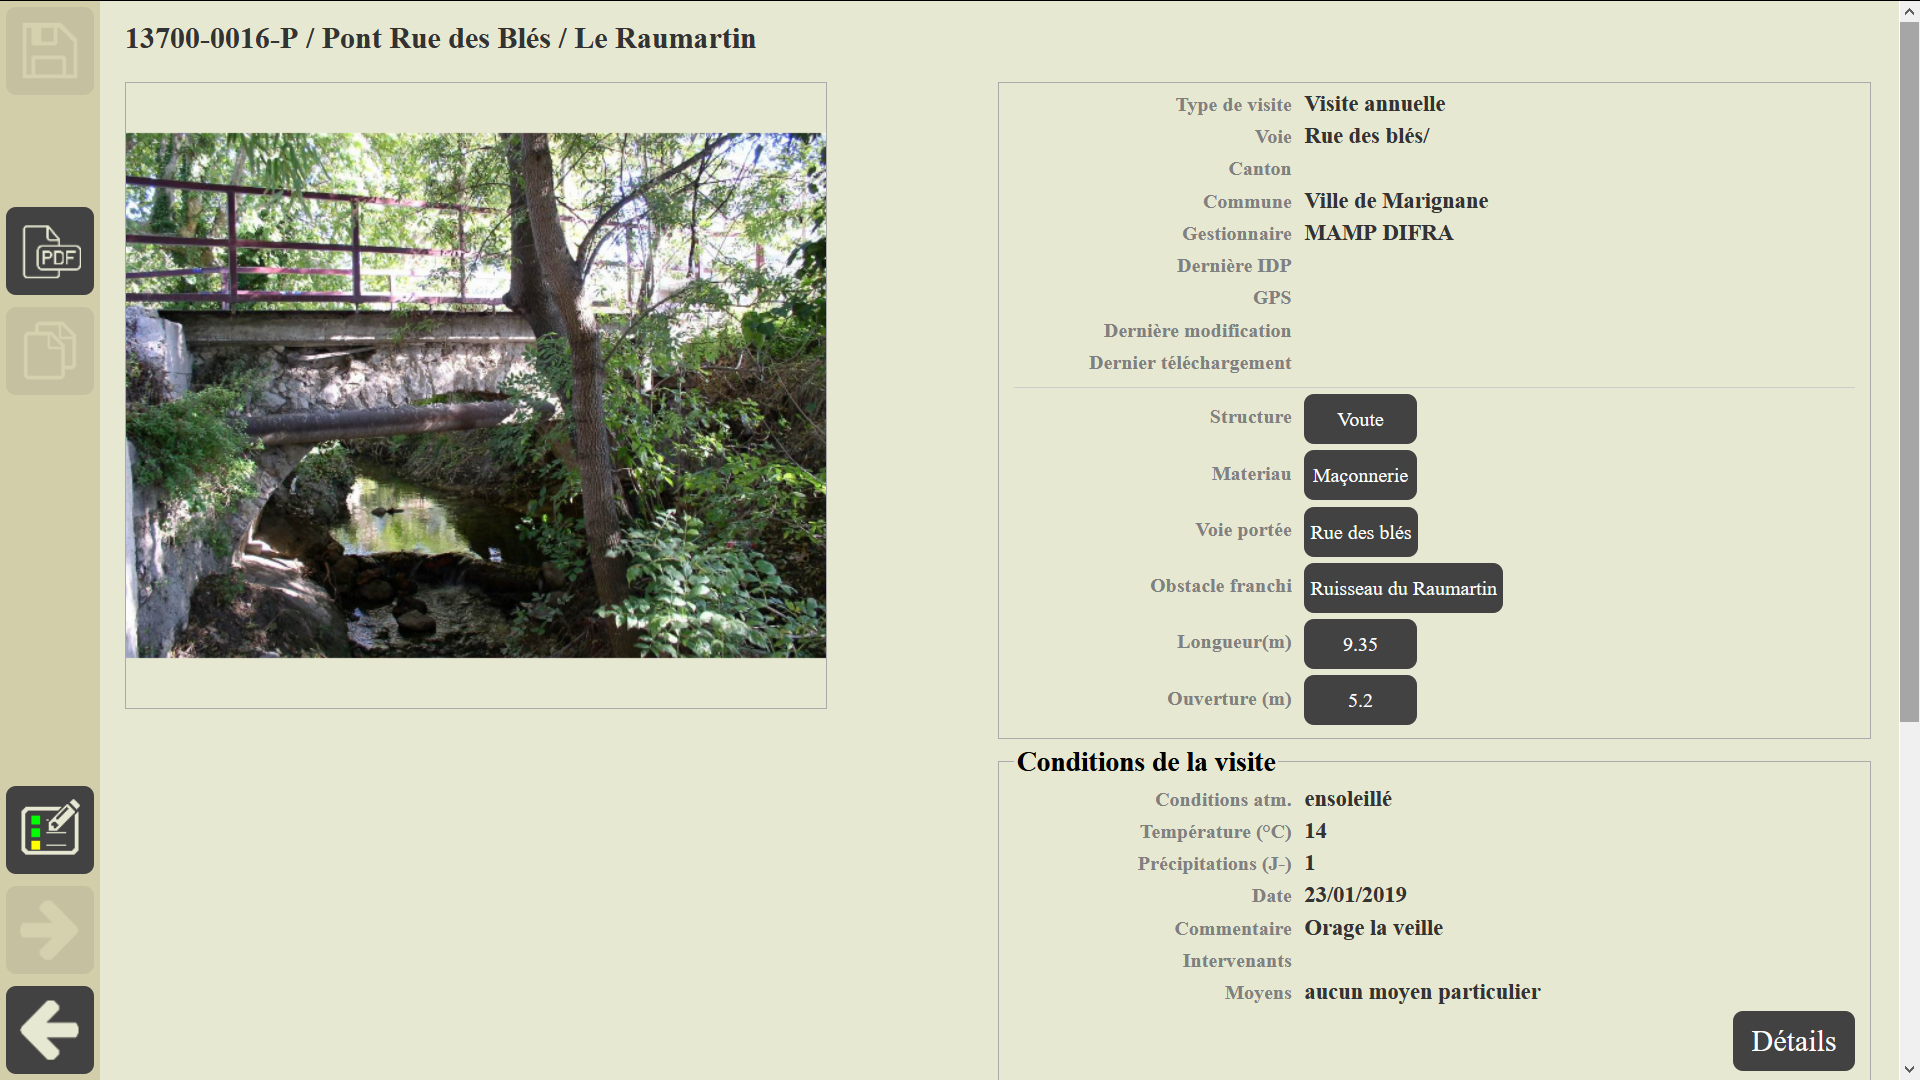 13700-0016-P / Pont Rue des Blés / Le Raumartin
PDF
Type de visite Visite annuelle
Voie Rue des blés/
Canton
Commune Ville de Marignane
Gestionnaire MAMP DIFRA
Dernière IDP
GPS
Dernière modification
Dernier téléchargement
Structure Voute
Materiau Maçonnerie
Voie portée Rue des blés
Obstacle franchi Ruisseau du Raumartin
Longueur(m) 9.35
Ouverture (m) 5.2
Conditions de la visite
Conditions atm. ensoleillé
Température (°C) 14
Précipitations (J-) 1
Date 23/01/2019
Commentaire Orage la veille
Intervenants
Moyens aucun moyen particulier
Détails